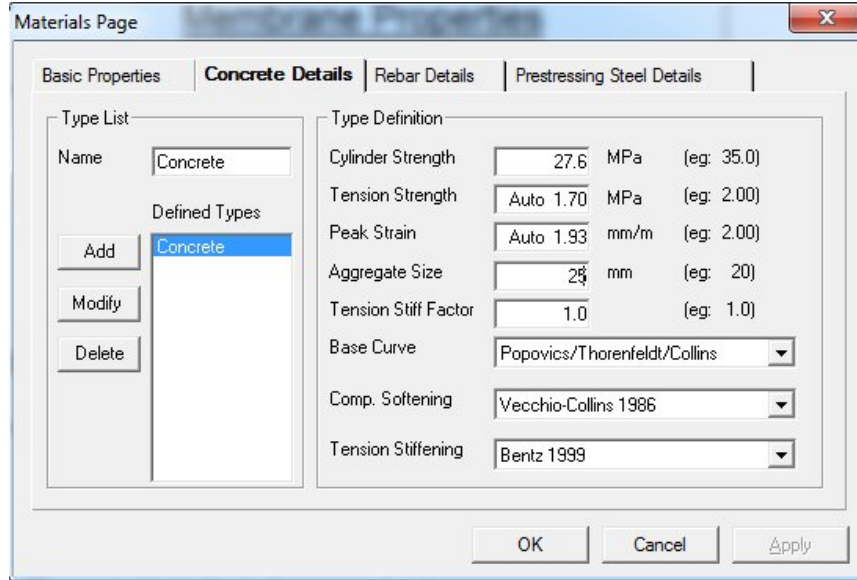 Membrane Properties
Materials Page
Basic Properties Concrete Details Rebar Details Prestressing Steel Details
Type List
Name Concrete
Defined Types
Concrete
Add
Modify
Delete
Type Definition
Cylinder Strength 27.6 MPa (eg: 35.0)
Tension Strength Auto 1.70 MPa (eg: 2.00)
Peak Strain Auto 1.93 mm/m (eg: 2.00)
Aggregate Size 25 mm (eg: 20)
Tension Stiff Factor 1.0 (eg: 1.0)
Base Curve Popovics/Thorenfeldt/Collins
Comp. Softening Vecchio-Collins 1986
Tension Stiffening Bentz 1999
OK Cancel Apply